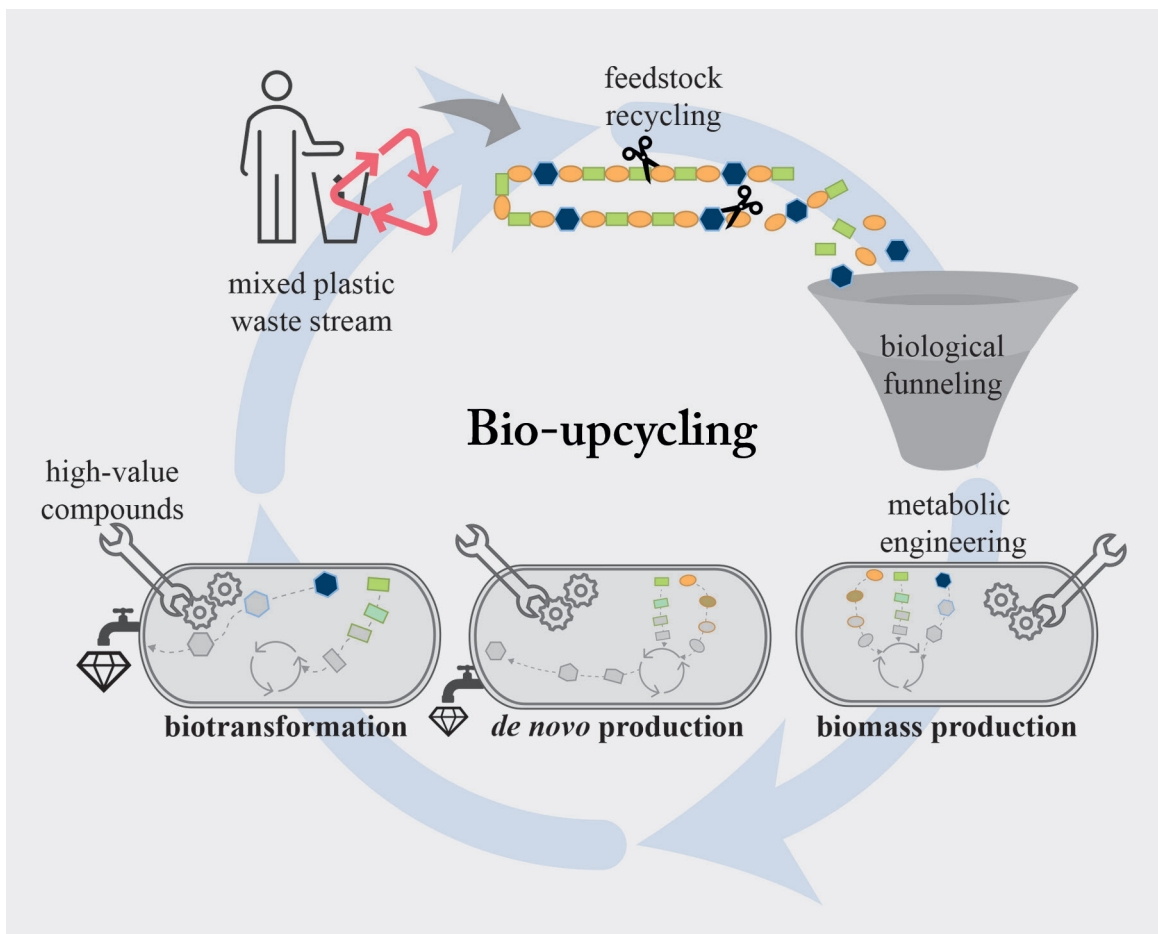 feedstock
recycling
mixed plastic
waste stream
biological
funneling
Bio-upcycling
high-value
compounds
metabolic
engineering
biotransformation
de novo production
biomass production